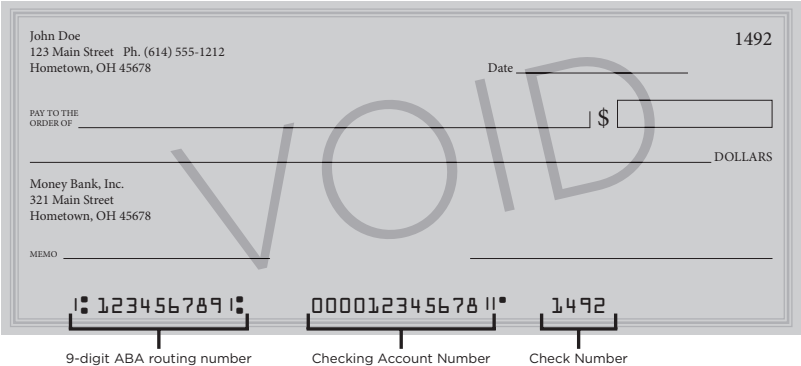 John Doe
123 Main Street   Ph. (614) 555-1212
Hometown, OH 45678
1492
Date
PAY TO THE
ORDER OF
$
DOLLARS
Money Bank, Inc.
321 Main Street
Hometown, OH 45678
MEMO
VOID
⑆123456789⑆ 000012345678⑈ 1492
9-digit ABA routing number
Checking Account Number
Check Number